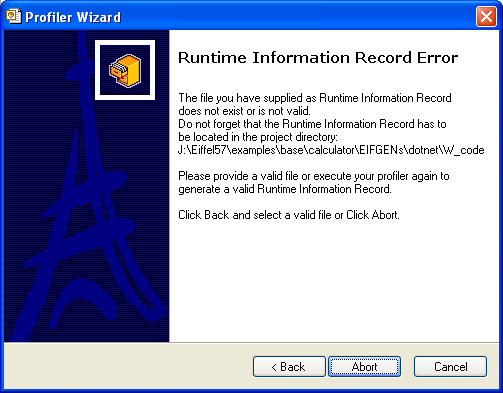 Profiler Wizard
Runtime Information Record Error
The file you have supplied as Runtime Information Record
does not exist or is not valid.
Do not forget that the Runtime Information Record has to
be located in the project directory:
J:\Eiffel57\examples\base\calculator\EIFGENs\dotnet\W_code
Please provide a valid file or execute your profiler again to
generate a valid Runtime Information Record.
Click Back and select a valid file or Click Abort.
< Back Abort Cancel